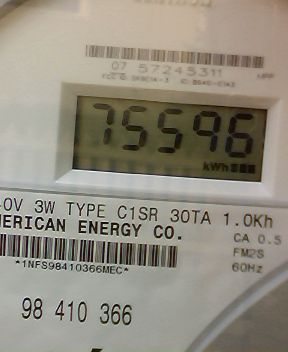 07 57245311
75596
kWh
0V 3W TYPE C1SR 30TA 1.0Kh
MERICAN ENERGY CO.
CA 0.5
FM2S
60Hz
*1NFS98410366MEC*
98 410 366